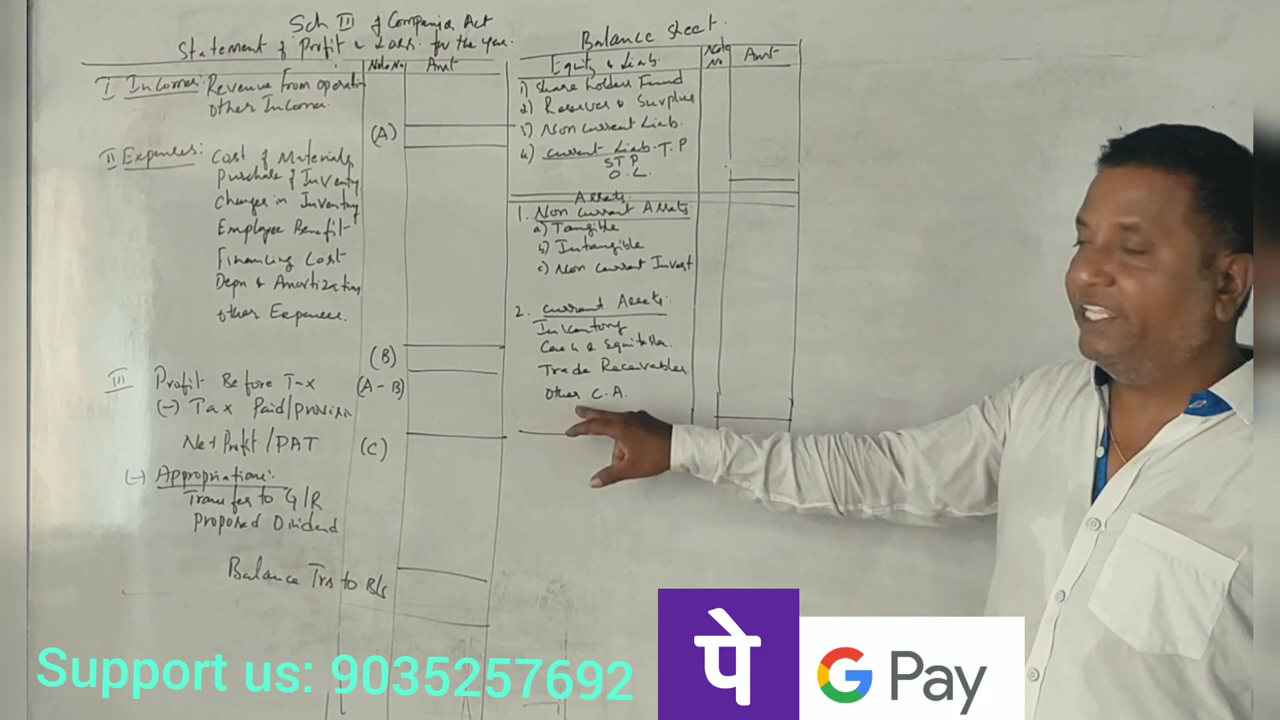 Sch III of Companies Act
Statement of Profit & Loss for the year.
Note No Amt
I Incomes: Revenue from operation
other Income.
(A)
II Expenses: Cost of Materials
Purchase of Inventory
Changes in Inventory
Employee Benefit
Financing Cost
Depn & Amortization
other Expenses.
(B)
III Profit Before Tax (A-B)
(-) Tax Paid/provision
Net Profit/PAT (C)
(-) Appropriation:
Transfer to G/R
Proposed Dividend
Balance Trs to B/s
Balance Sheet.
Equity & Liab. Note No Amt
1) Share holders Fund
2) Reserves & Surplus
3) Non Current Liab.
4) Current Liab. T.P
STP
O.L.
Assets
1. Non Current Assets
a) Tangible
b) Intangible
c) Non Current Invest
2. Current Assets:
Inventory
Cash & Equitable.
Trade Receivables
Other C.A.
Support us: 9035257692
पे
G Pay